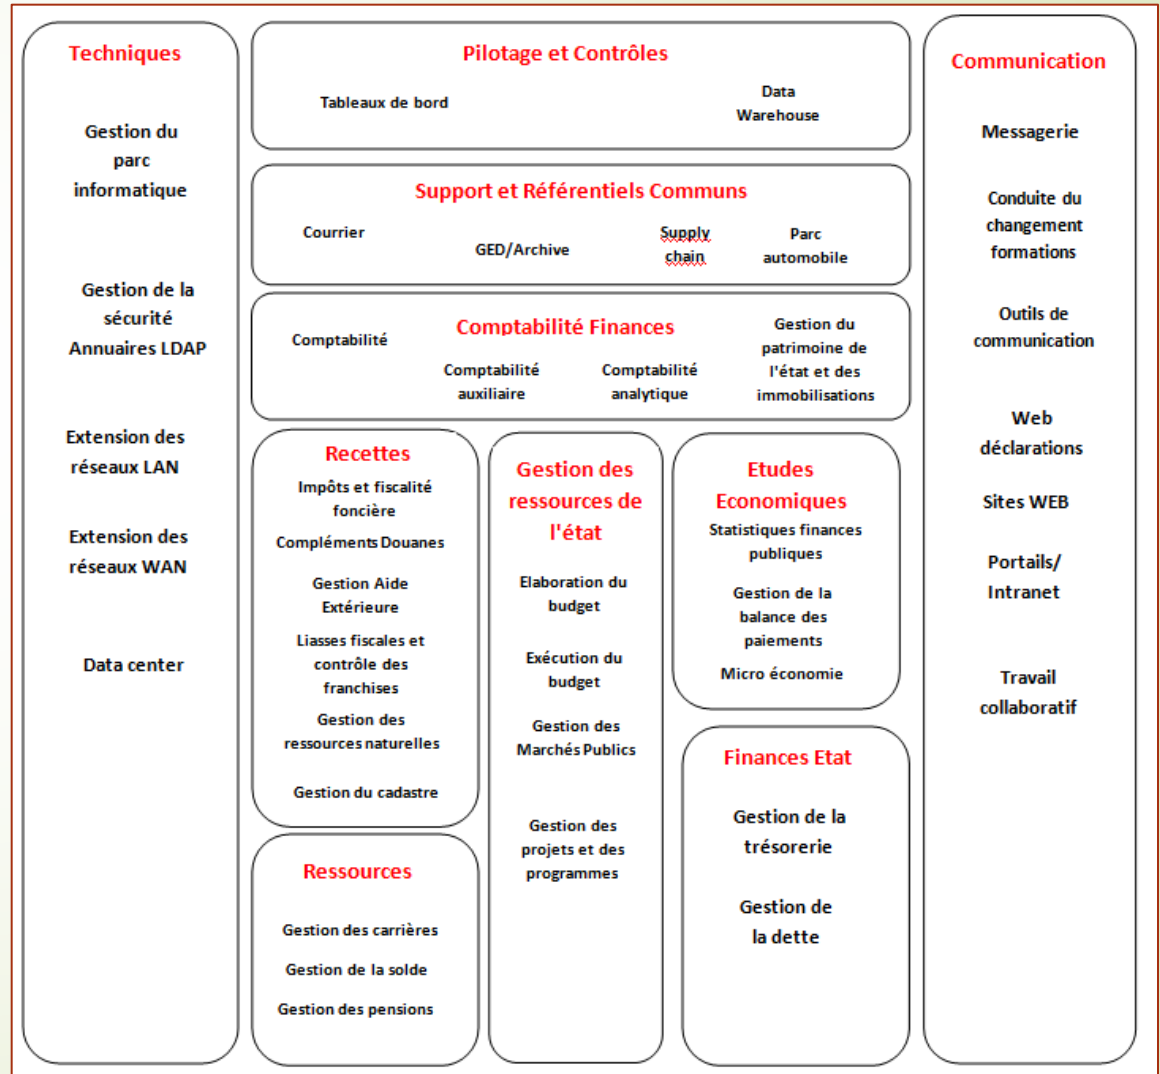 Techniques
Gestion du
parc
informatique
Gestion de la
sécurité
Annuaires LDAP
Extension des
réseaux LAN
Extension des
réseaux WAN
Data center
Pilotage et Contrôles
Tableaux de bord
Data
Warehouse
Support et Référentiels Communs
Courrier
GED/Archive
Supply
chain
Parc
automobile
Comptabilité Finances
Comptabilité
Comptabilité
auxiliaire
Comptabilité
analytique
Gestion du
patrimoine de
l'état et des
immobilisations
Recettes
Impôts et fiscalité
foncière
Compléments Douanes
Gestion Aide
Extérieure
Liasses fiscales et
contrôle des
franchises
Gestion des
ressources naturelles
Gestion du cadastre
Ressources
Gestion des carrières
Gestion de la solde
Gestion des pensions
Gestion des
ressources de
l'état
Elaboration du
budget
Exécution du
budget
Gestion des
Marchés Publics
Gestion des
projets et des
programmes
Etudes
Economiques
Statistiques finances
publiques
Gestion de la
balance des
paiements
Micro économie
Finances Etat
Gestion de la
trésorerie
Gestion de
la dette
Communication
Messagerie
Conduite du
changement
formations
Outils de
communication
Web
déclarations
Sites WEB
Portails/
Intranet
Travail
collaboratif